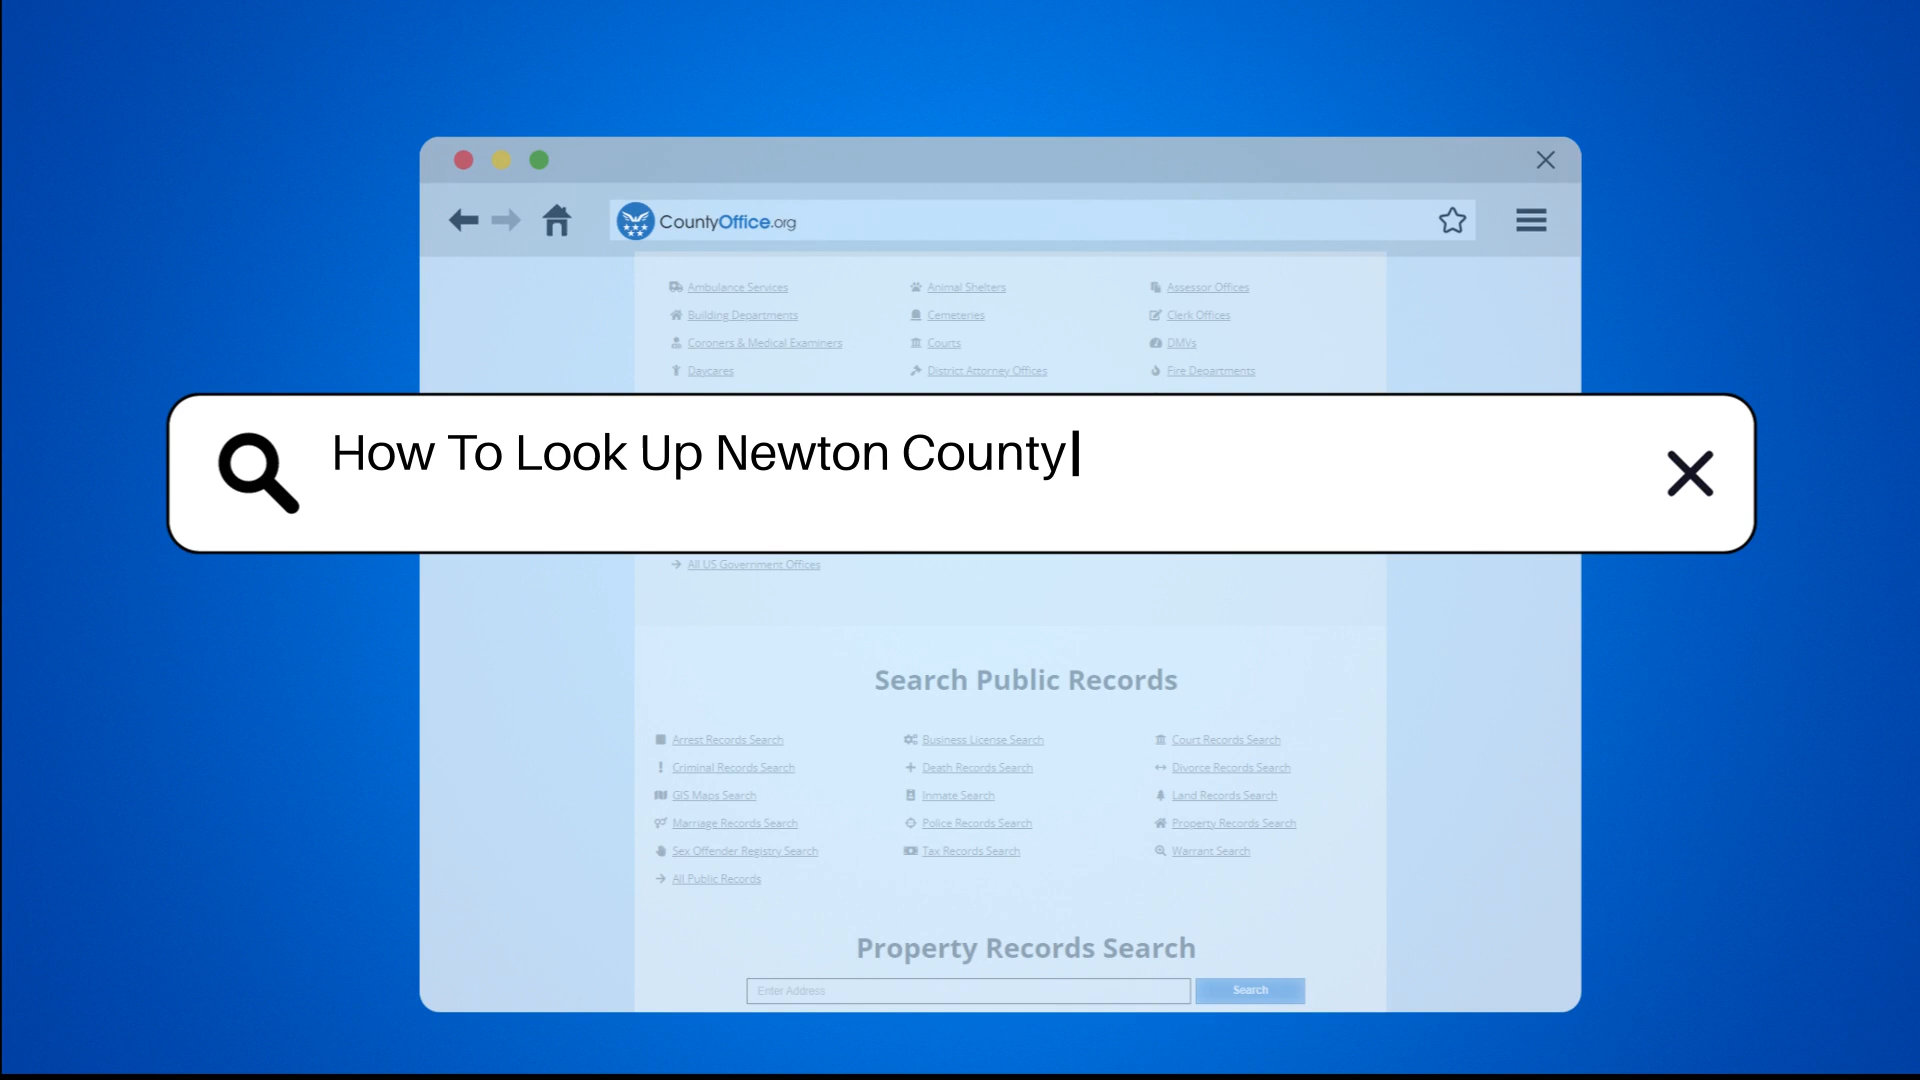 CountyOffice.org
Ambulance Services Animal Shelters Assessor Offices
Building Departments Cemeteries Clerk Offices
Coroners & Medical Examiners Courts DMVs
Daycares District Attorney Offices Fire Departments
How To Look Up Newton County
All US Government Offices
Search Public Records
Arrest Records Search Business License Search Court Records Search
Criminal Records Search Death Records Search Divorce Records Search
GIS Maps Search Inmate Search Land Records Search
Marriage Records Search Police Records Search Property Records Search
Sex Offender Registry Search Tax Records Search Warrant Search
All Public Records
Property Records Search
Enter Address Search